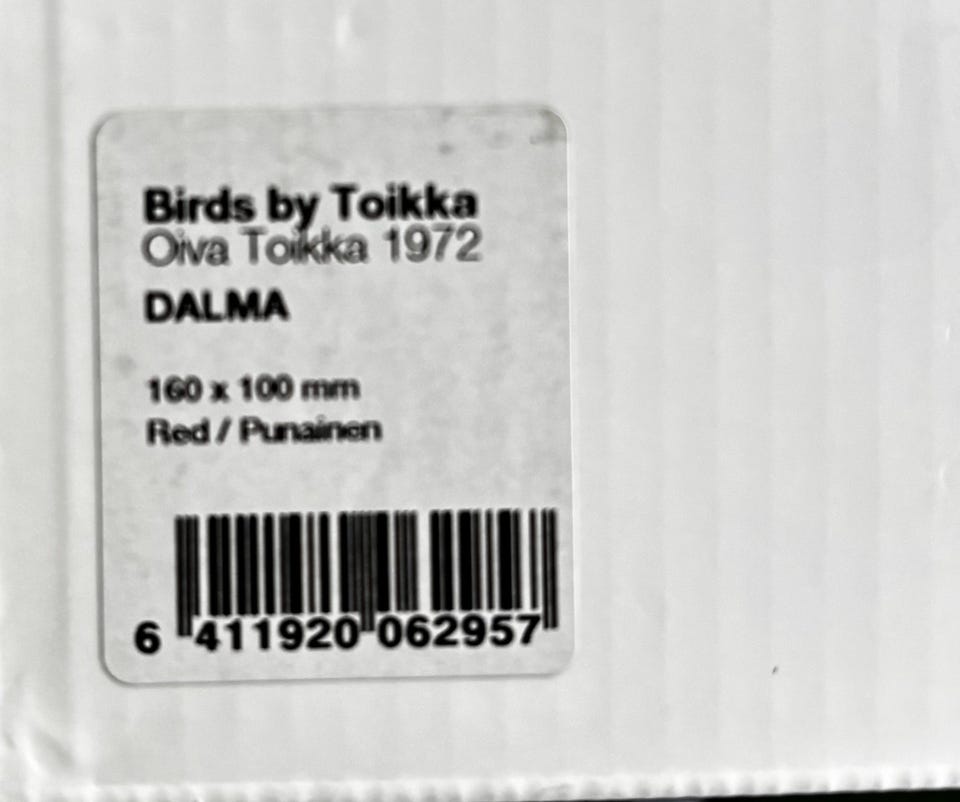 Birds by Toikka
Oiva Toikka 1972
DALMA
160 x 100 mm
Red / Punainen
6 411920 062957